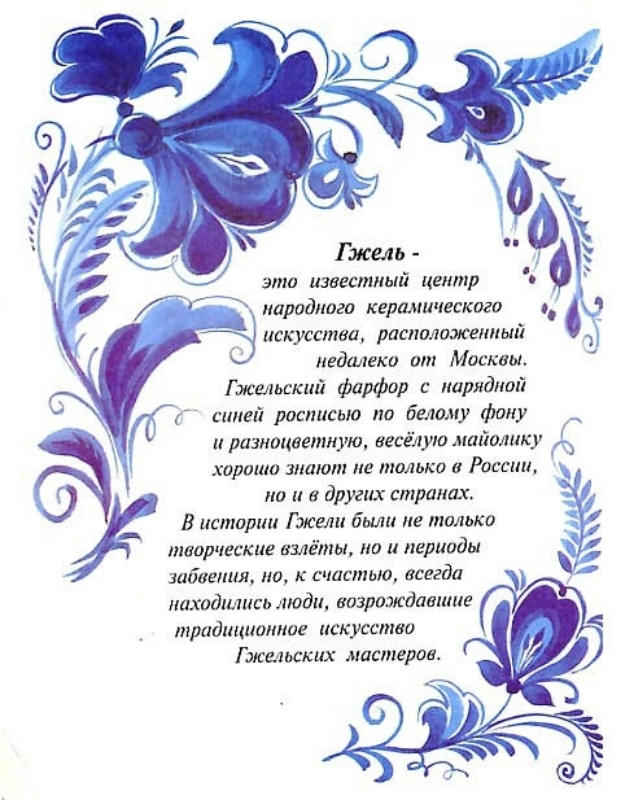 Гжель -
это известный центр
народного керамического
искусства, расположенный
недалеко от Москвы.
Гжельский фарфор с нарядной
синей росписью по белому фону
и разноцветную, весёлую майолику
хорошо знают не только в России,
но и в других странах.
В истории Гжели были не только
творческие взлёты, но и периоды
забвения, но, к счастью, всегда
находились люди, возрождавшие
традиционное искусство
Гжельских мастеров.